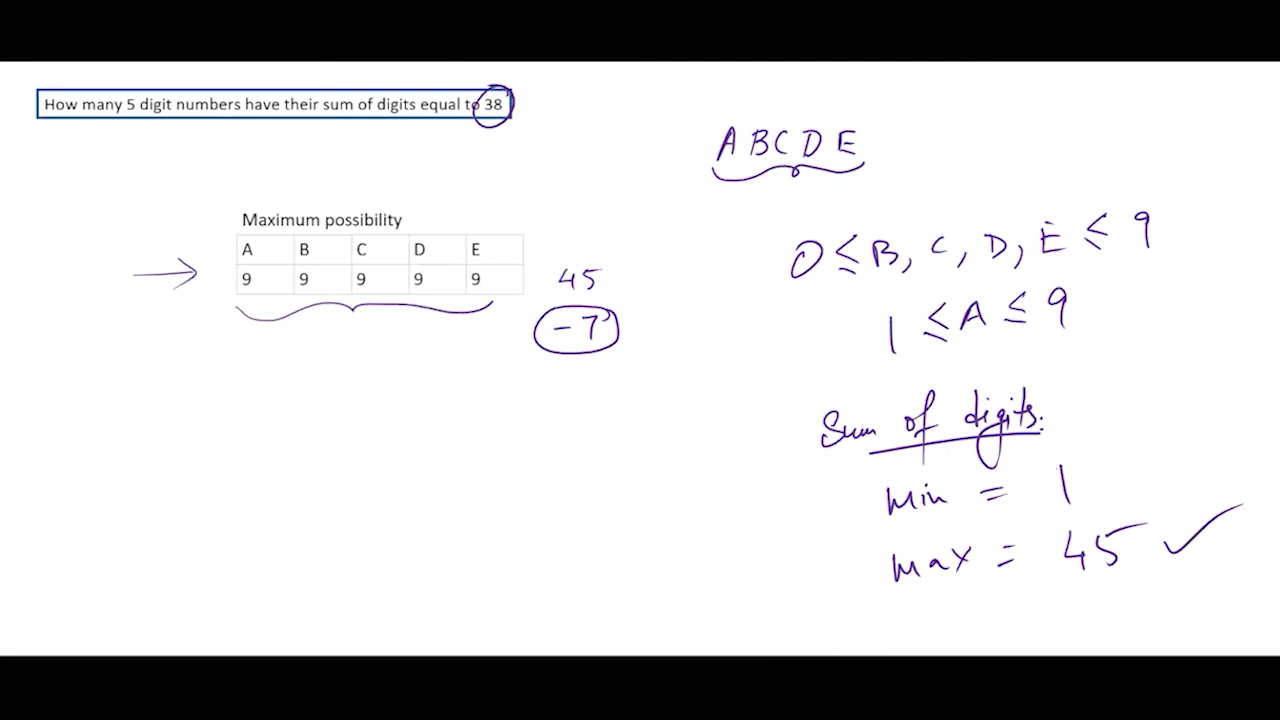 How many 5 digit numbers have their sum of digits equal to 38
A B C D E
Maximum possibility
A B C D E
9 9 9 9 9
45
-7
0 ≤ B, C, D, E ≤ 9
1 ≤ A ≤ 9
Sum of digits:
min = 1
max = 45 ✓